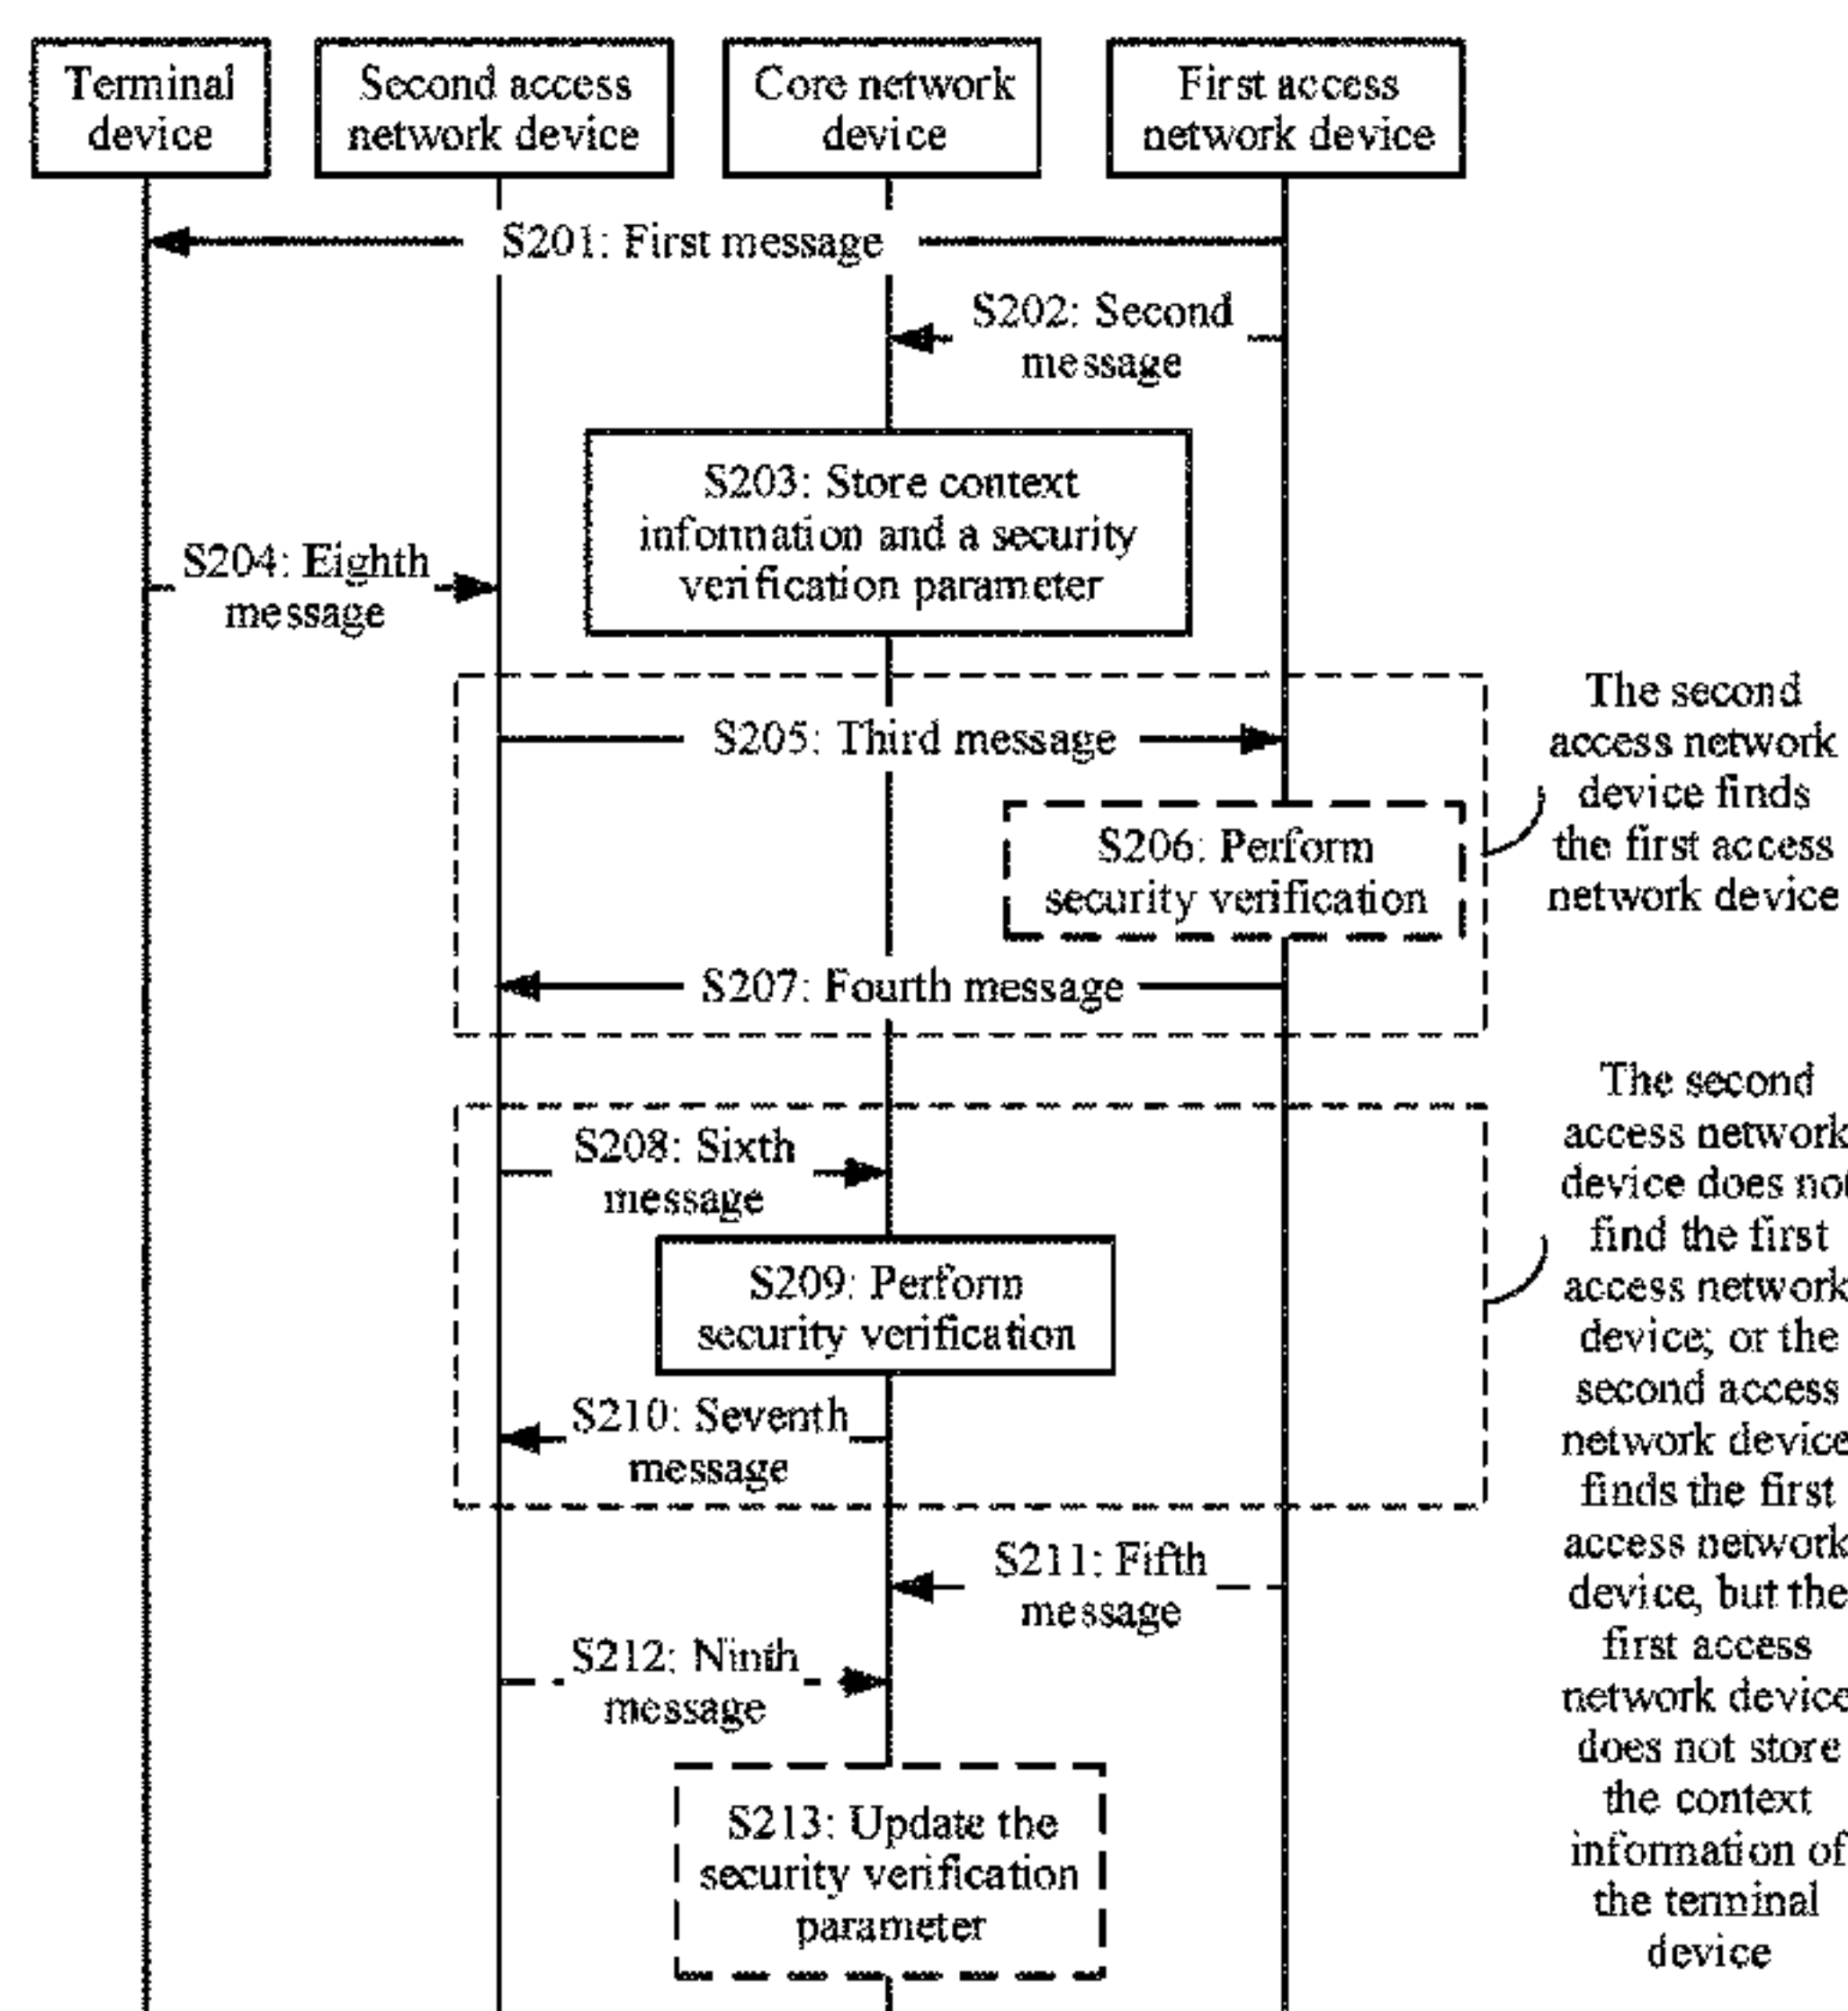 Terminal
device
Second access
network device
Core network
device
First access
network device
S201: First message
S202: Second
message
S203: Store context
information and a security
verification parameter
S204: Eighth
message
S205: Third message
S206: Perform
security verification
S207: Fourth message
The second
access network
device finds
the first access
network device
S208: Sixth
message
S209: Perform
security verification
S210: Seventh
message
The second
access network
device does not
find the first
access network
device; or the
second access
network device
finds the first
access network
device, but the
first access
network device
does not store
the context
information of
the terminal
device
S211: Fifth
message
S212: Ninth
message
S213: Update the
security verification
parameter